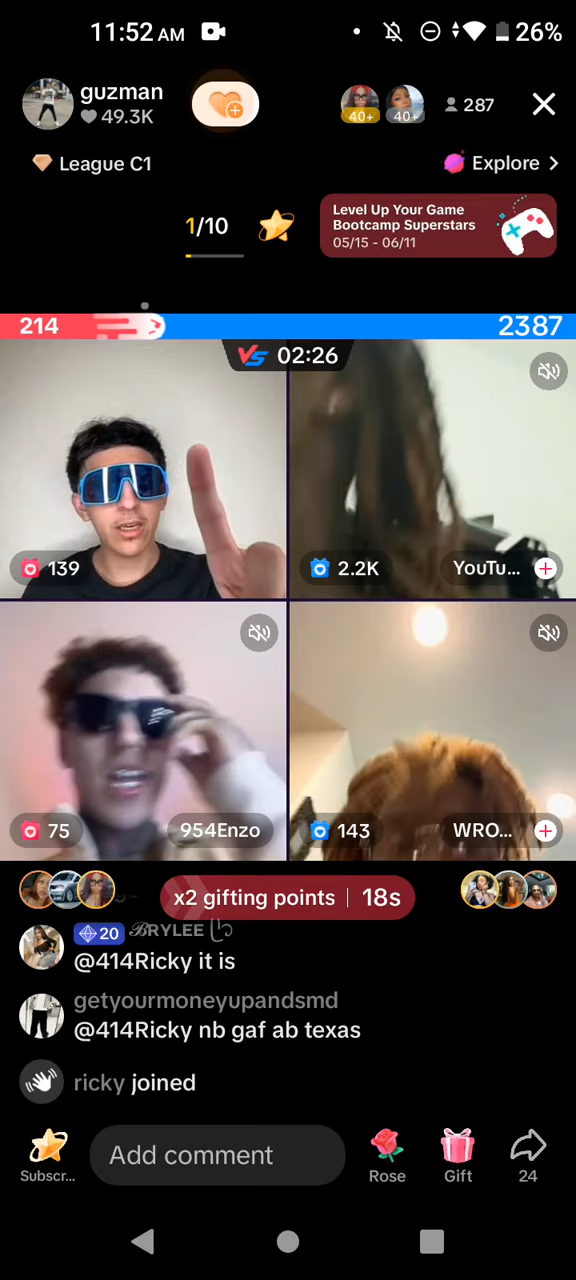 11:52 AM
26%
guzman
49.3K
40+
40+
287
League C1
Explore
1/10
Level Up Your Game
Bootcamp Superstars
05/15 - 06/11
214
2387
VS 02:26
139
2.2K
YouTu...
75
954Enzo
143
WRO...
x2 gifting points | 18s
20 ℬRYLEE
@414Ricky it is
getyourmoneyupandsmd
@414Ricky nb gaf ab texas
ricky joined
Subscr...
Add comment
Rose
Gift
24